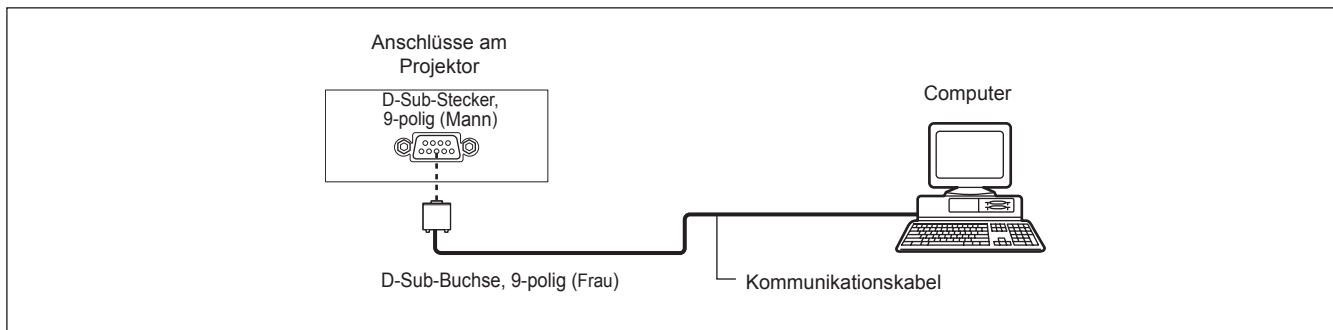 Anschlüsse am
Projektor
D-Sub-Stecker,
9-polig (Mann)
Computer
D-Sub-Buchse, 9-polig (Frau)
Kommunikationskabel